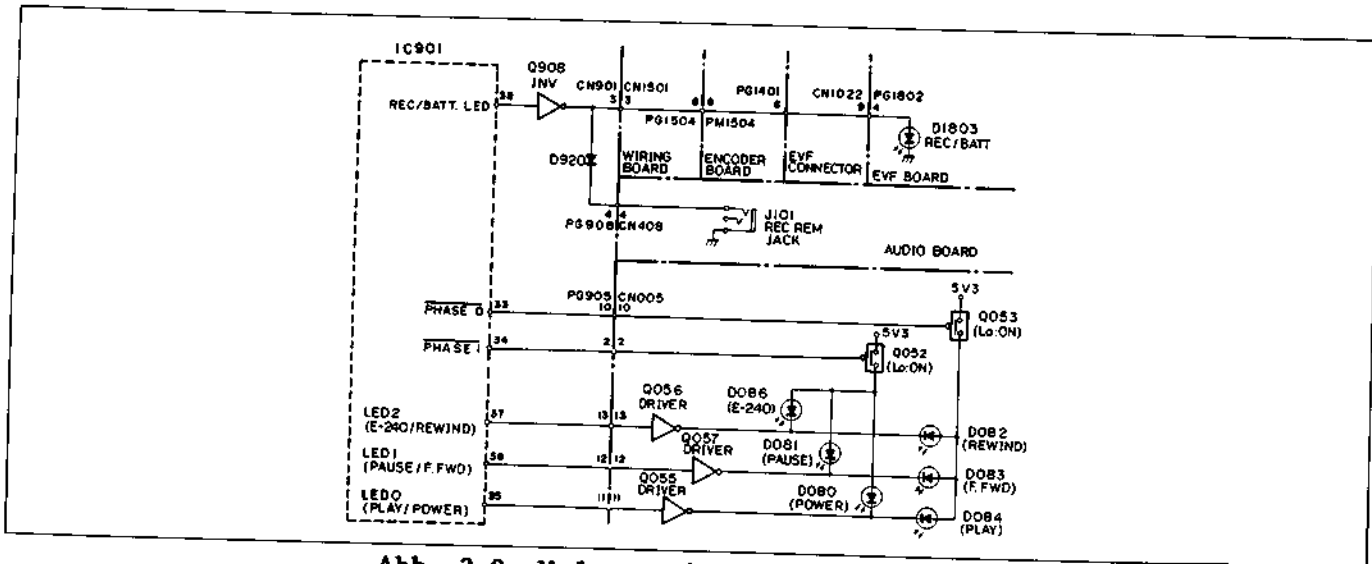 IC901
Q908
INV
CN901 CN1501
PG1401
CN1022 PG1802
REC/BATT. LED
38
3 3
6 6
6
9 4
PG1504 PM1504
D1803
REC/BATT
D920
WIRING
BOARD
ENCODER
BOARD
EVF
CONNECTOR
EVF BOARD
4 4
PG908 CN408
J101
REC REM
JACK
AUDIO BOARD
5V3
PG905 CN005
PHASE 0
33
10 10
Q053
(Lo:ON)
5V3
PHASE 1
34
2 2
Q052
(Lo:ON)
Q056
DRIVER
D086
(E-240)
LED2
(E-240/REWIND)
37
13 13
D082
(REWIND)
Q057
DRIVER
D081
(PAUSE)
LED1
(PAUSE/F.FWD)
36
12 12
D083
(F.FWD)
Q055
DRIVER
D080
(POWER)
LED0
(PLAY/POWER)
35
11 11
D084
(PLAY)